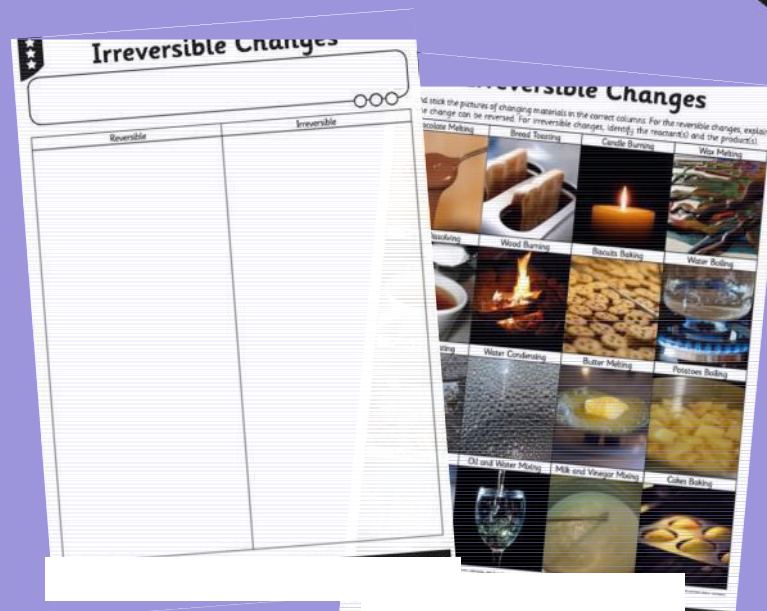 Irreversible Changes
Reversible
Irreversible
Changes
stick the pictures of changing materials in the correct columns. For the reversible changes, explain
change can be reversed. For irreversible changes, identify the reactant(s) and the product(s).
Melting
Bread Toasting
Candle Burning
Wax Melting
Wood Burning
Biscuits Baking
Water Boiling
Water Condensing
Butter Melting
Potatoes Boiling
Oil and Water Mixing
Milk and Vinegar Mixing
Cakes Baking